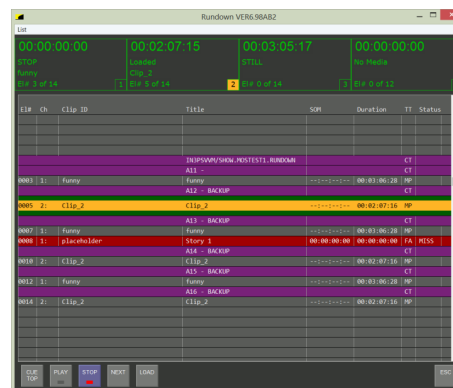 Rundown VER6.98AB2
List
00:00:00:00 00:02:07:15 00:03:05:17 00:00:00:00
STOP Loaded STILL No Media
funny Clip_2
El# 3 of 14 1 El# 5 of 14 2 El# 0 of 14 3 El# 0 of 12
El# Ch Clip ID Title SOM Duration TT Status
IN3PSVVM/SHOW.MOSTEST1.RUNDOWN CT
A11 - CT
0003 1: funny funny --:--:--:-- 00:03:06:28 MP
A12 - BACKUP CT
0005 2: Clip_2 Clip_2 --:--:--:-- 00:02:07:16 MP
A13 - BACKUP CT
0007 1: funny funny --:--:--:-- 00:03:06:28 MP
0008 1: placeholder Story 1 00:00:00:00 00:00:00:00 FA MISS
A14 - BACKUP CT
0010 2: Clip_2 Clip_2 --:--:--:-- 00:02:07:16 MP
A15 - BACKUP CT
0012 1: funny funny --:--:--:-- 00:03:06:28 MP
A16 - BACKUP CT
0014 2: Clip_2 Clip_2 --:--:--:-- 00:02:07:16 MP
CUE TOP PLAY STOP NEXT LOAD ESC